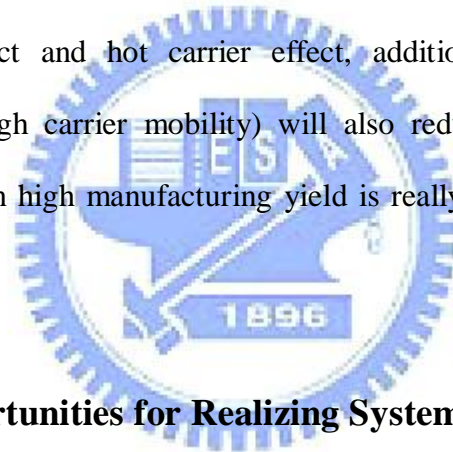 ct and hot carrier effect, additio
gh carrier mobility) will also red
n high manufacturing yield is really
E S A
1896
rtunities for Realizing System